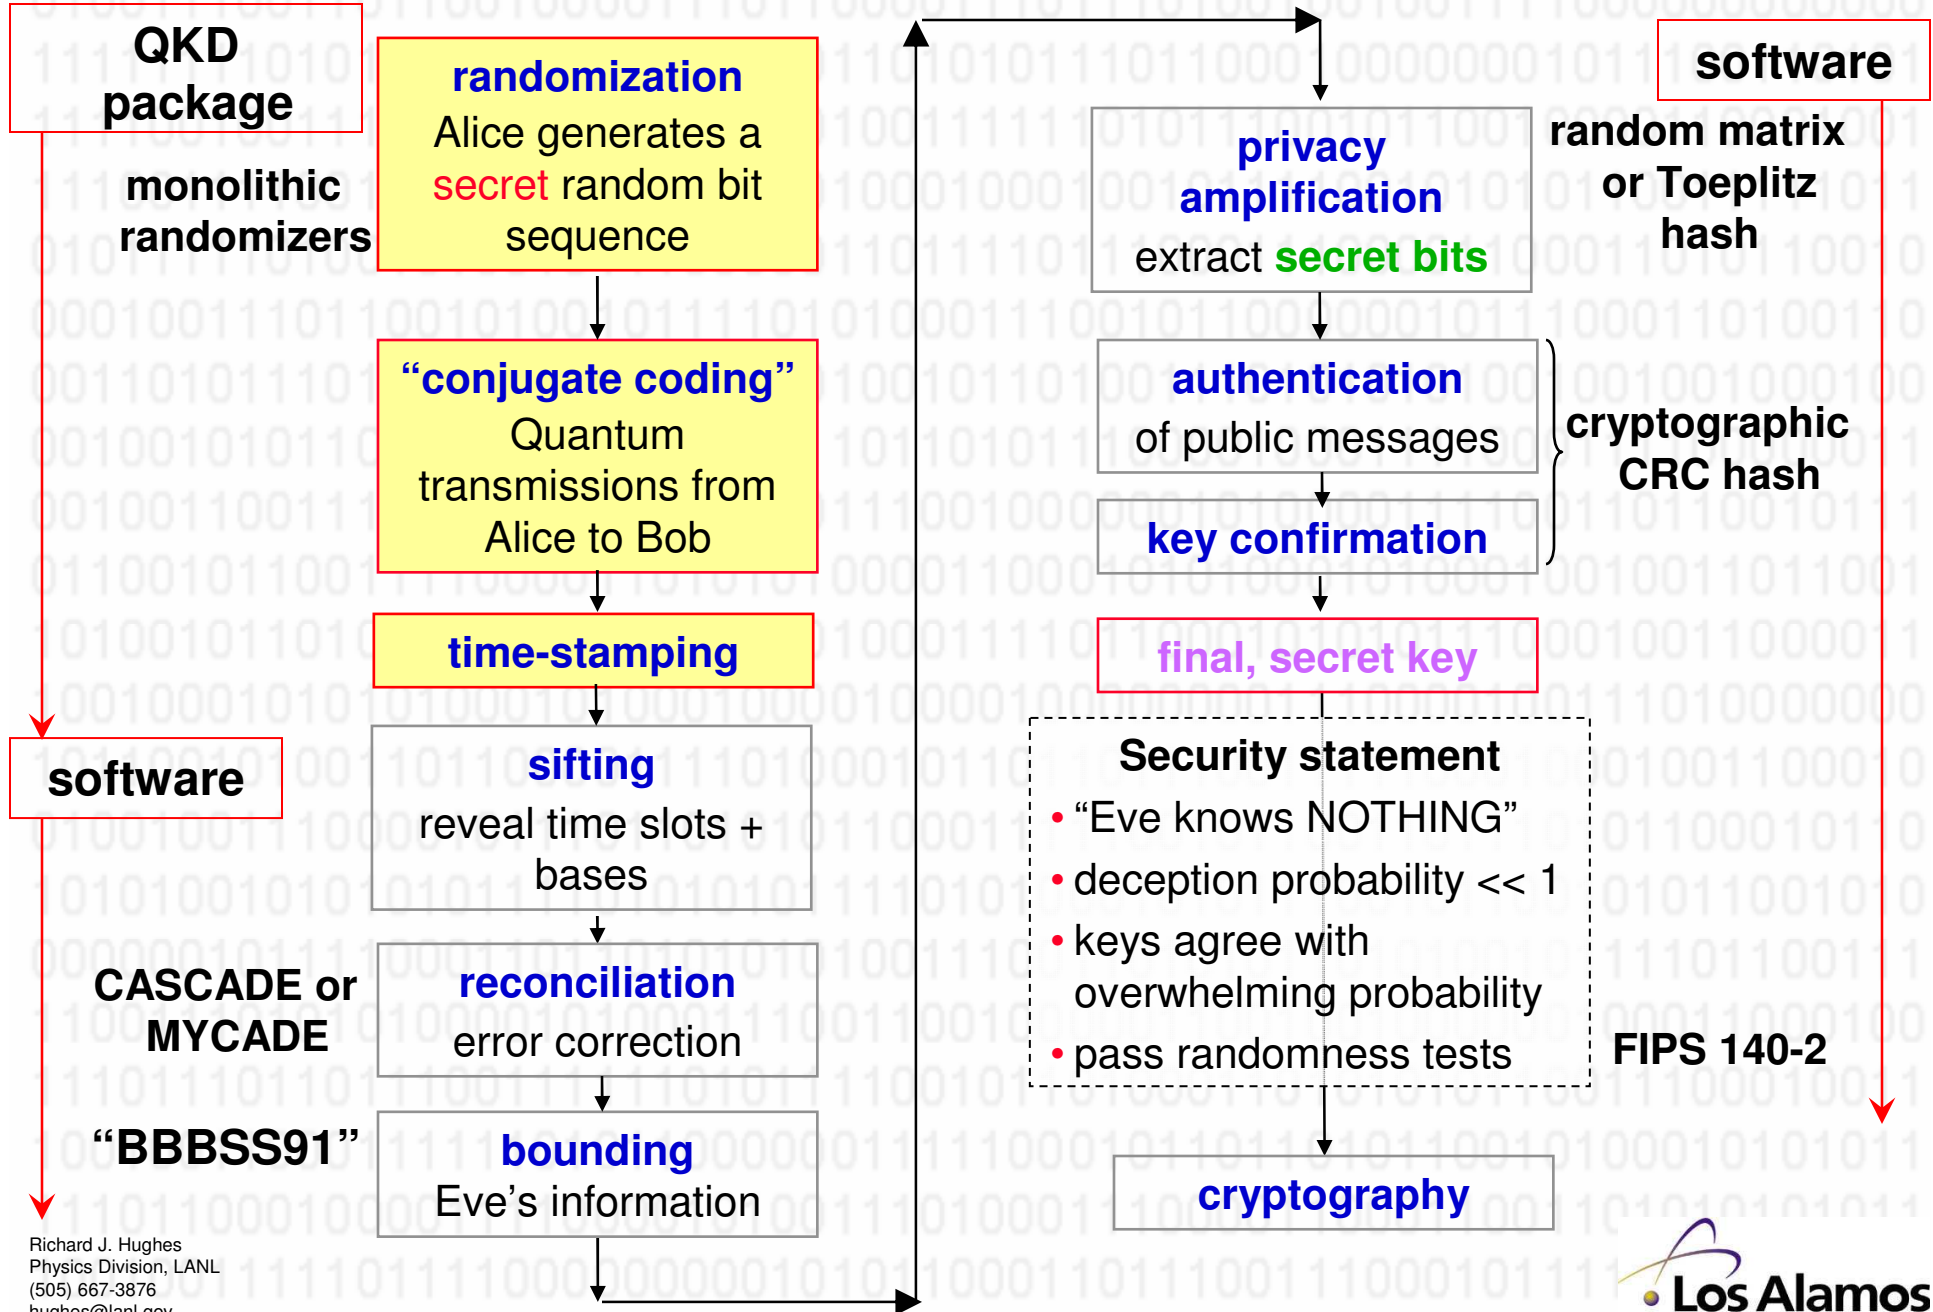 QKD
package
monolithic
randomizers
randomization
Alice generates a
secret random bit
sequence
“conjugate coding”
Quantum
transmissions from
Alice to Bob
time-stamping
software
sifting
reveal time slots +
bases
CASCADE or
MYCADE
reconciliation
error correction
“BBBSS91”
bounding
Eve’s information
software
privacy
amplification
extract secret bits
random matrix
or Toeplitz
hash
authentication
of public messages
key confirmation
cryptographic
CRC hash
final, secret key
Security statement
• “Eve knows NOTHING”
• deception probability << 1
• keys agree with
overwhelming probability
• pass randomness tests
FIPS 140-2
cryptography
Richard J. Hughes
Physics Division, LANL
(505) 667-3876
hughes@lanl.gov
Los Alamos